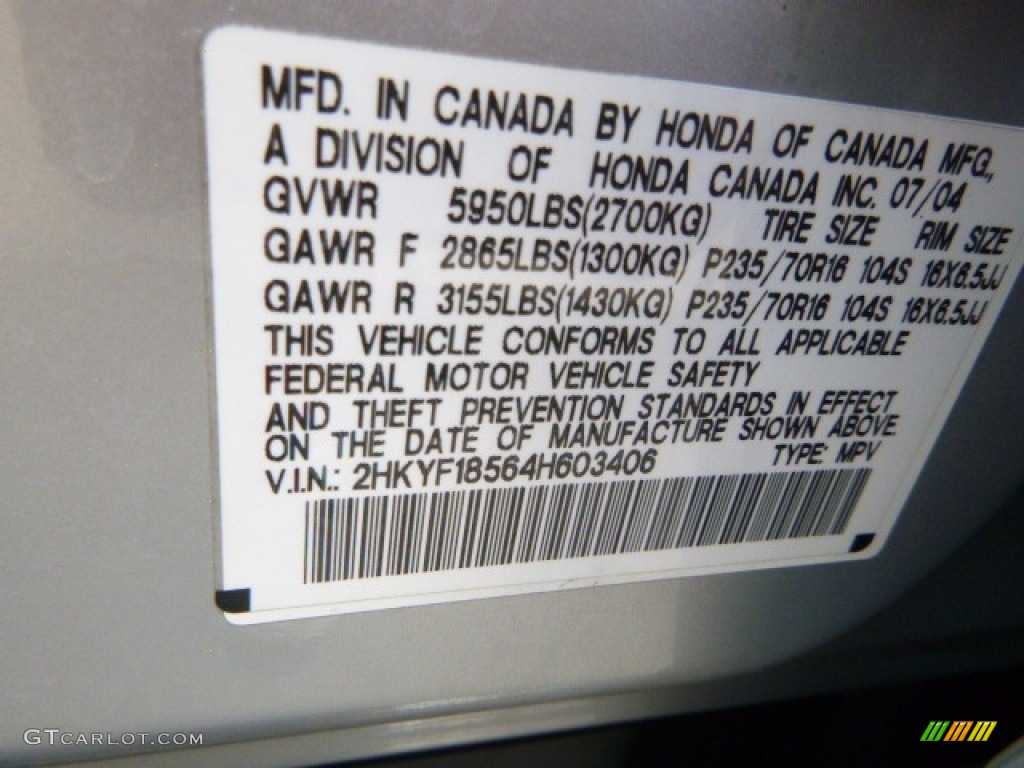 MFD. IN CANADA BY HONDA OF CANADA MFG.,
A DIVISION OF HONDA CANADA INC. 07/04
GVWR 5950LBS(2700KG) TIRE SIZE RIM SIZE
GAWR F 2865LBS(1300KG) P235/70R16 104S 16X6.5JJ
GAWR R 3155LBS(1430KG) P235/70R16 104S 16X6.5JJ
THIS VEHICLE CONFORMS TO ALL APPLICABLE
FEDERAL MOTOR VEHICLE SAFETY
AND THEFT PREVENTION STANDARDS IN EFFECT
ON THE DATE OF MANUFACTURE SHOWN ABOVE
V.I.N.: 2HKYF18564H603406 TYPE: MPV
GTCARLOT.COM